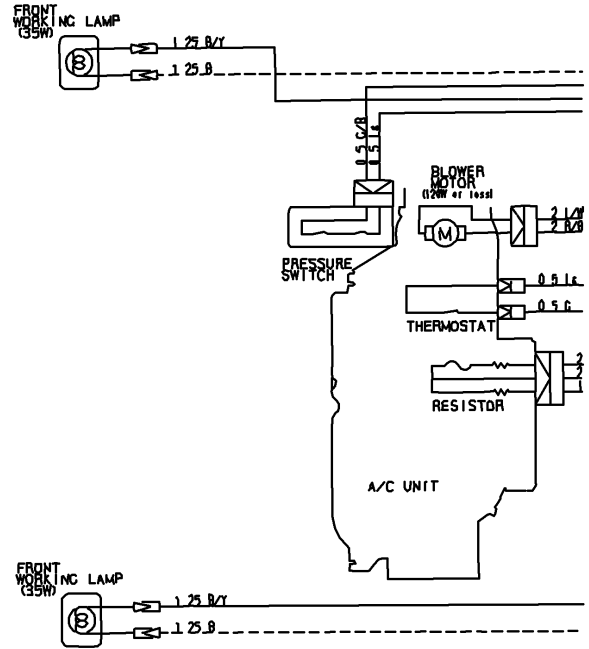 FRONT
WORKING LAMP
(35W)
1 25 B/Y
1 25 B
0 5 G/B
0 5 Lg
BLOWER
MOTOR
(120W or less)
M
2 L/W
2 B/B
PRESSURE
SWITCH
0 5 Lg
0 5 G
THERMOSTAT
2
2
L
RESISTOR
A/C UNIT
FRONT
WORKING LAMP
(35W)
1 25 B/Y
1 25 B